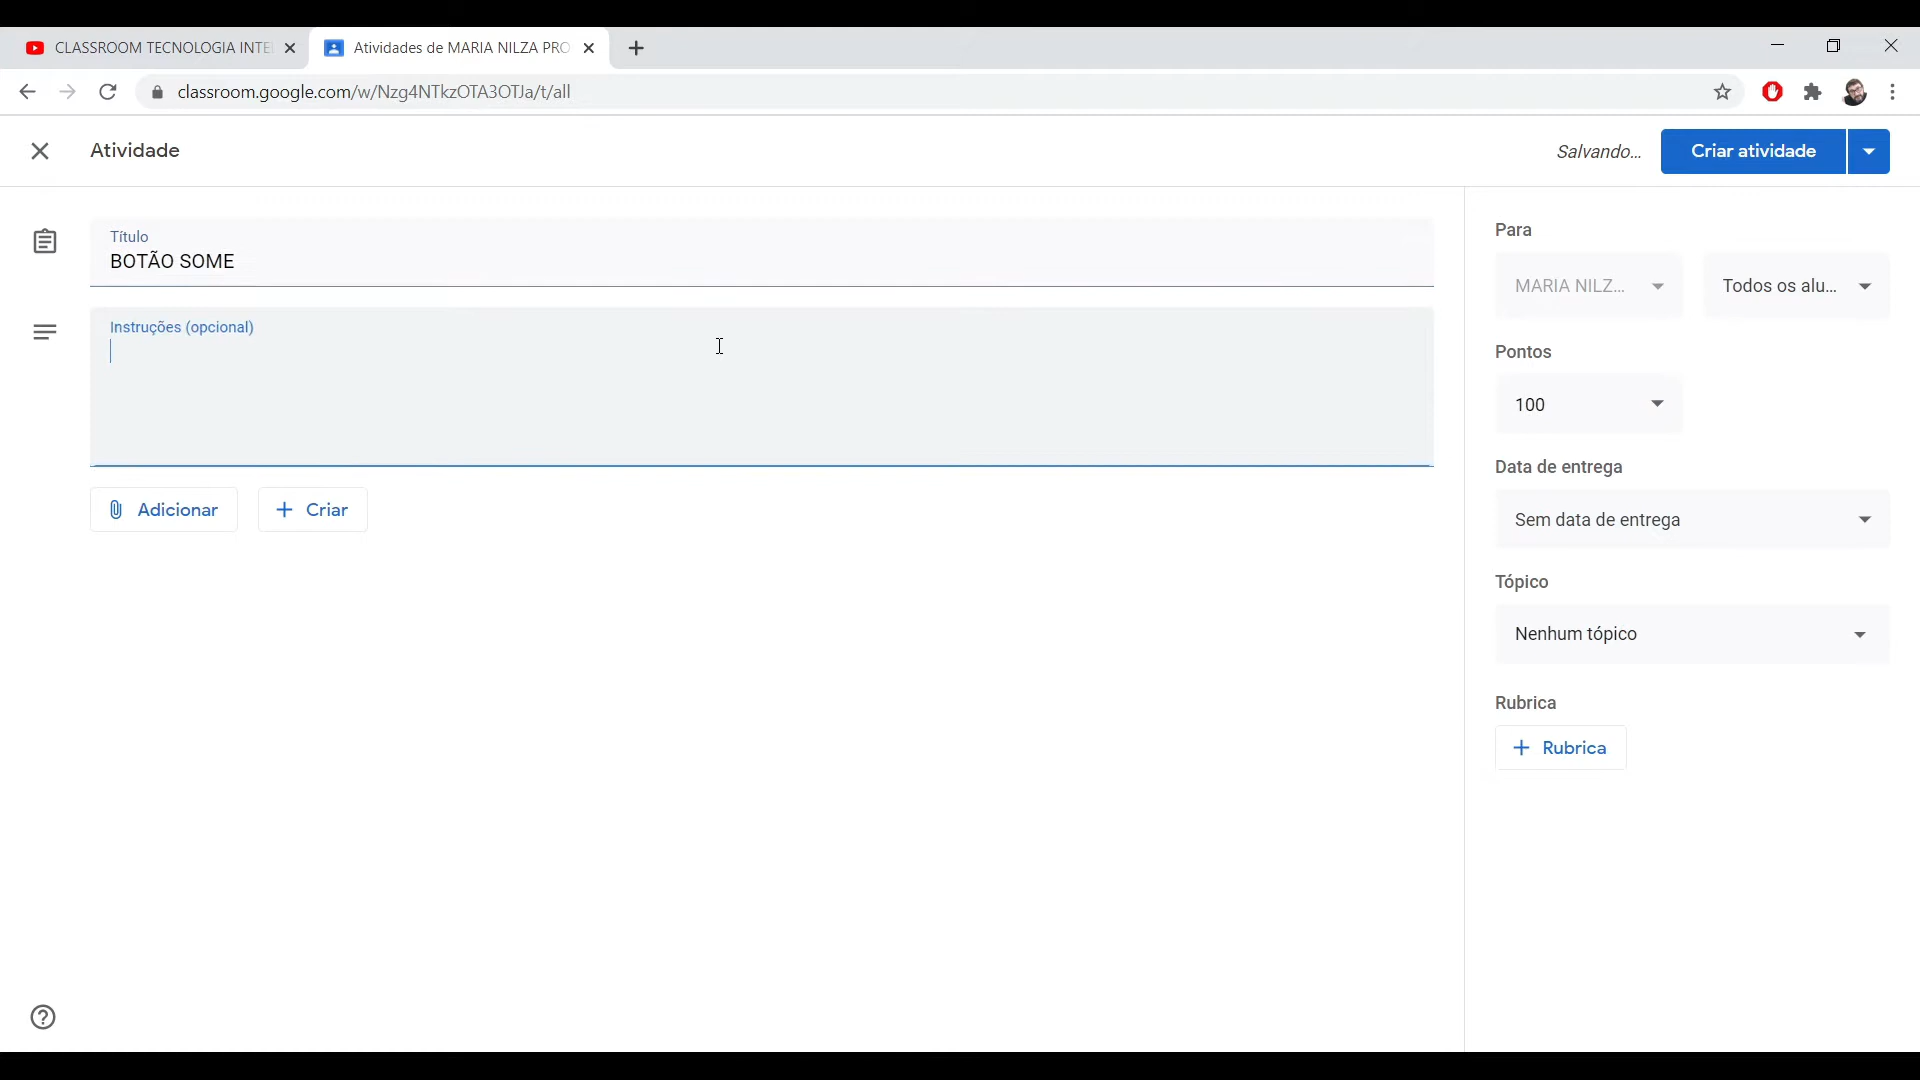 CLASSROOM TECNOLOGIA INTE
Atividades de MARIA NILZA PRO
classroom.google.com/w/Nzg4NTkzOTA3OTJa/t/all
Atividade
Salvando...
Criar atividade
Título
BOTÃO SOME
Instruções (opcional)
Adicionar
Criar
Para
MARIA NILZ...
Todos os alu...
Pontos
100
Data de entrega
Sem data de entrega
Tópico
Nenhum tópico
Rubrica
Rubrica